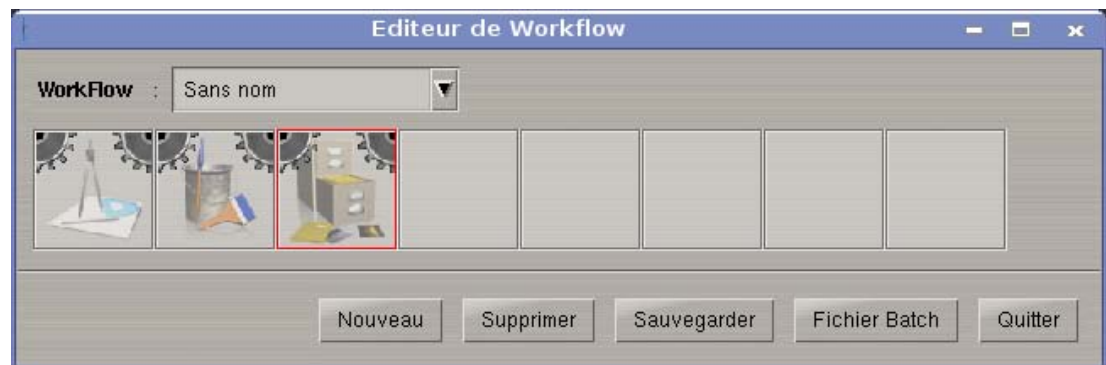 Editeur de Workflow
WorkFlow : Sans nom
Nouveau Supprimer Sauvegarder Fichier Batch Quitter